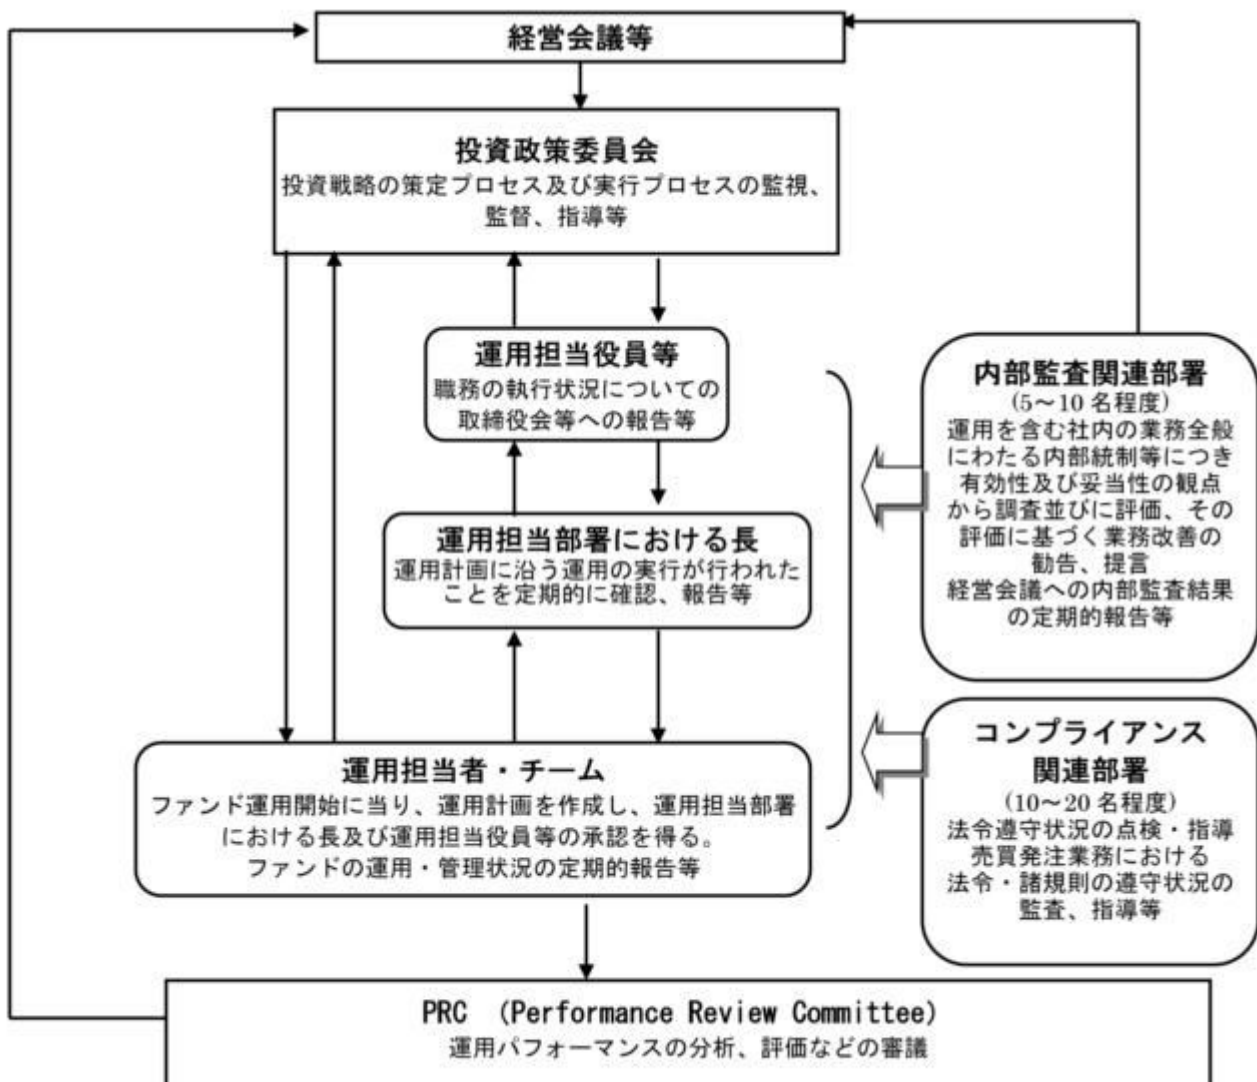 経営会議等
投資政策委員会
投資戦略の策定プロセス及び実行プロセスの監視、
監督、指導等
運用担当役員等
職務の執行状況についての
取締役会等への報告等
運用担当部署における長
運用計画に沿う運用の実行が行われた
ことを定期的に確認、報告等
運用担当者・チーム
ファンド運用開始に当り、運用計画を作成し、運用担当部署
における長及び運用担当役員等の承認を得る。
ファンドの運用・管理状況の定期的報告等
内部監査関連部署
(5～10 名程度)
運用を含む社内の業務全般
にわたる内部統制等につき
有効性及び妥当性の観点
から調査並びに評価、その
評価に基づく業務改善の
勧告、提言
経営会議への内部監査結果
の定期的報告等
コンプライアンス
関連部署
(10～20 名程度)
法令遵守状況の点検・指導
売買発注業務における
法令・諸規則の遵守状況の
監査、指導等
PRC （Performance Review Committee）
運用パフォーマンスの分析、評価などの審議